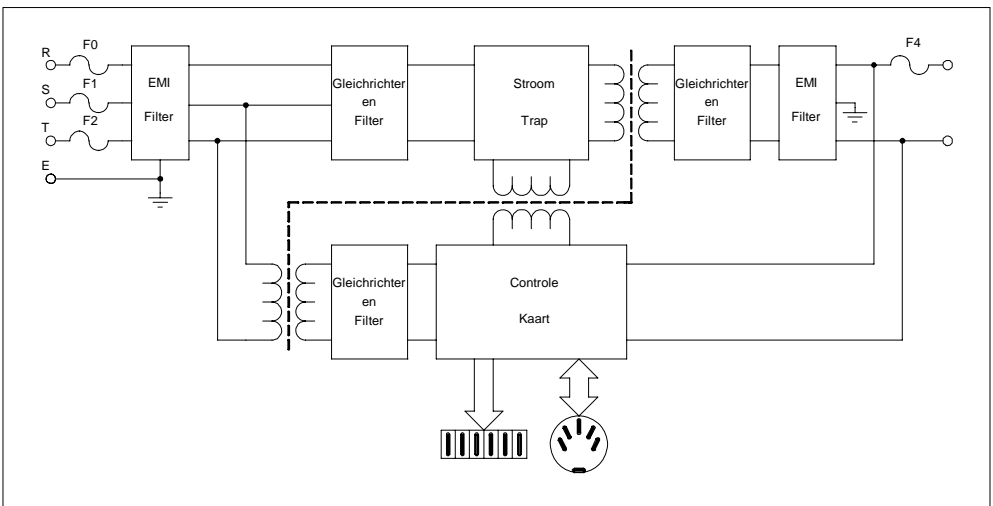 R
F0
S
F1
T
F2
E
EMI
Filter
Gleichrichter
en
Filter
Stroom
Trap
Gleichrichter
en
Filter
EMI
Filter
F4
Gleichrichter
en
Filter
Controle
Kaart